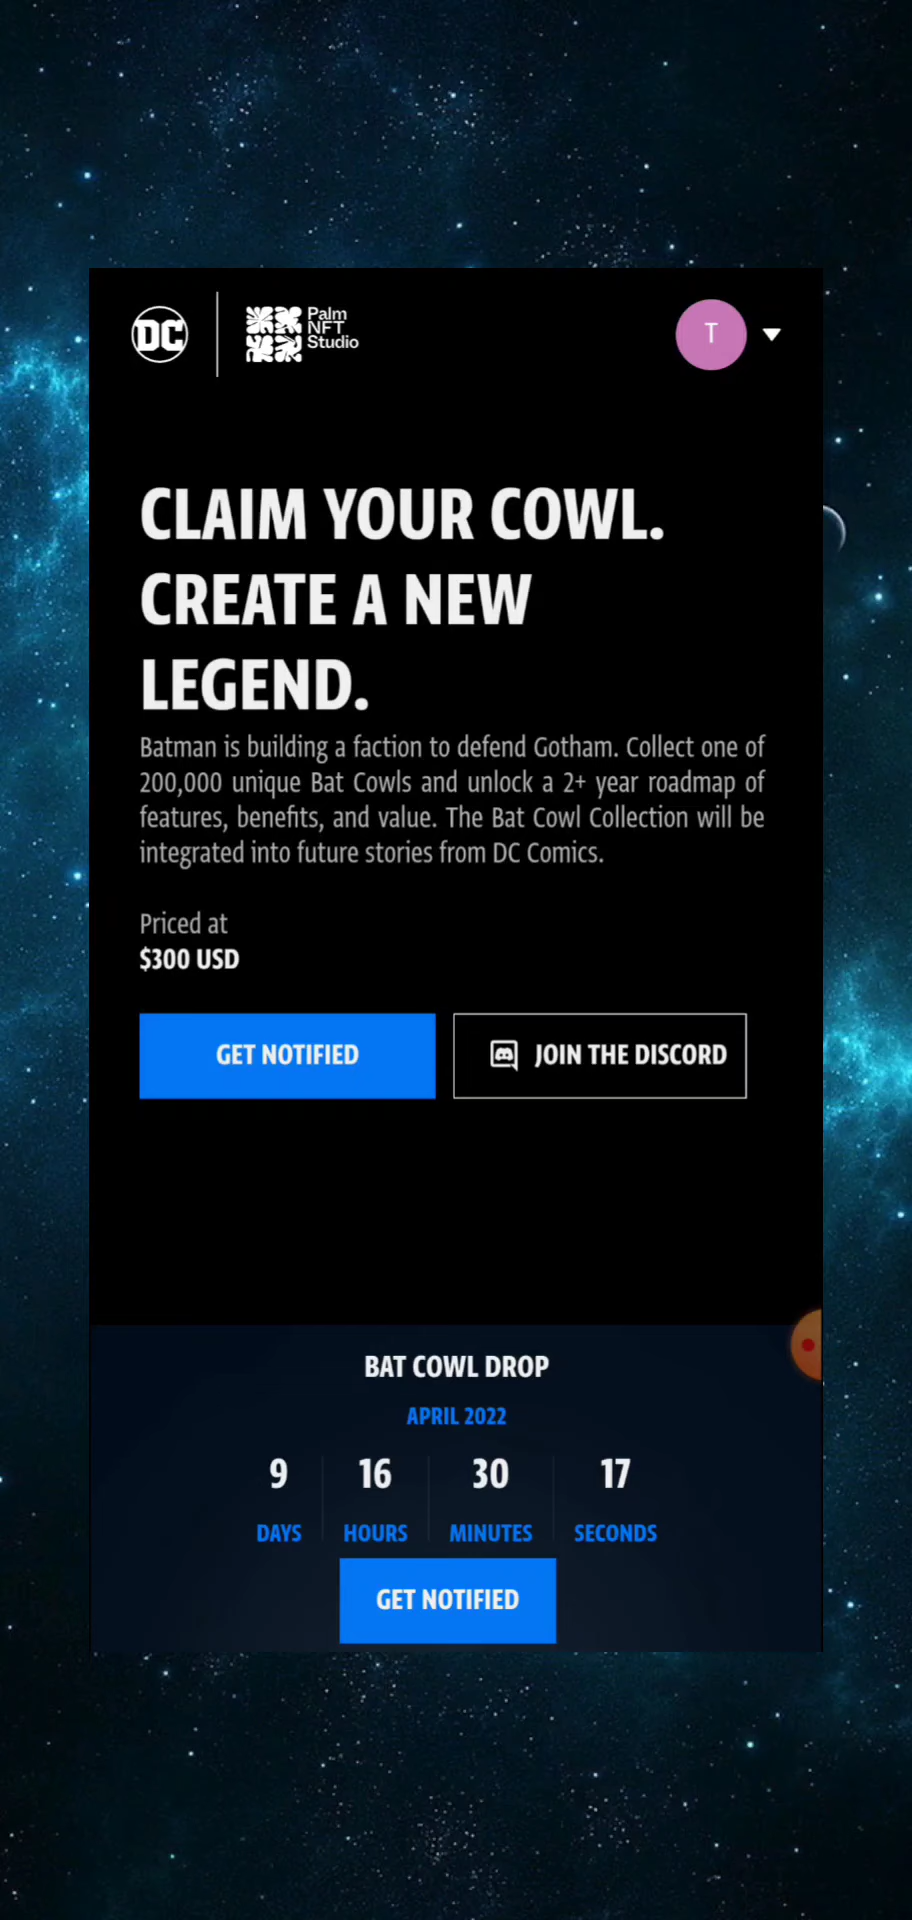 DC
Palm
NFT
Studio
T
CLAIM YOUR COWL.
CREATE A NEW
LEGEND.
Batman is building a faction to defend Gotham. Collect one of
200,000 unique Bat Cowls and unlock a 2+ year roadmap of
features, benefits, and value. The Bat Cowl Collection will be
integrated into future stories from DC Comics.
Priced at
$300 USD
GET NOTIFIED JOIN THE DISCORD
BAT COWL DROP
APRIL 2022
9 16 30 17
DAYS HOURS MINUTES SECONDS
GET NOTIFIED